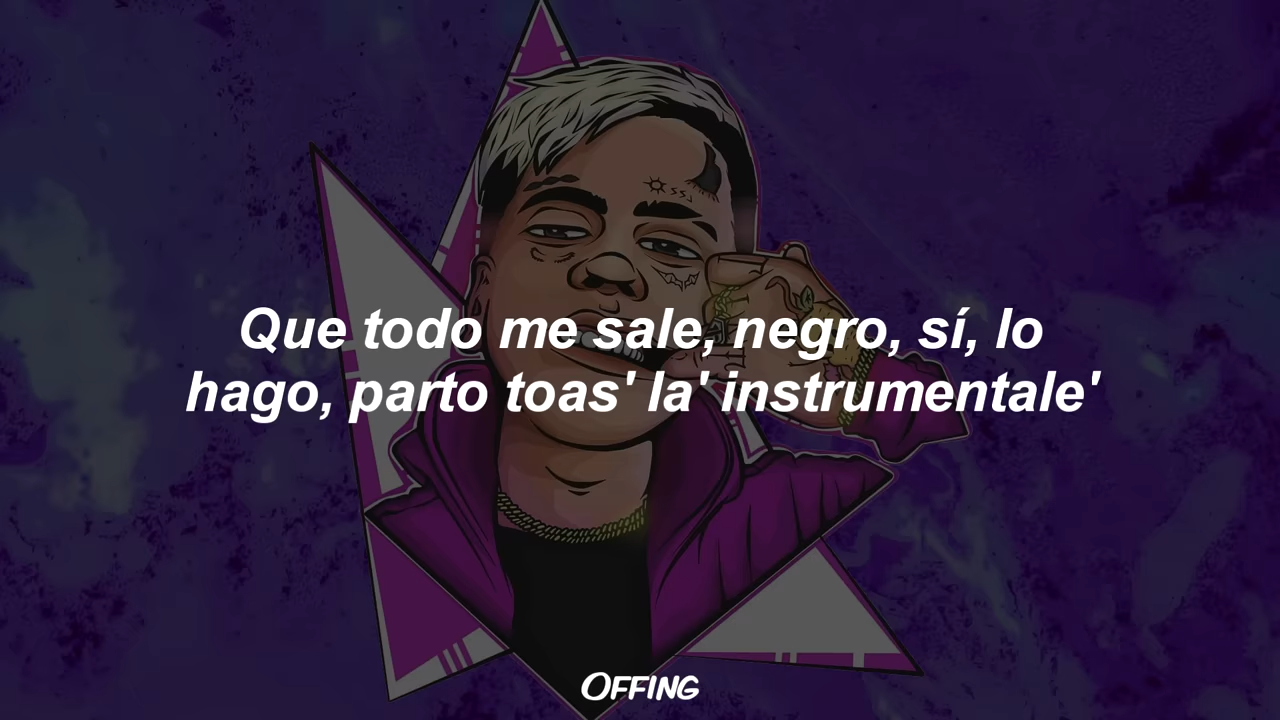 Que todo me sale, negro, sí, lo
hago, parto toas' la' instrumentale'
OFFING